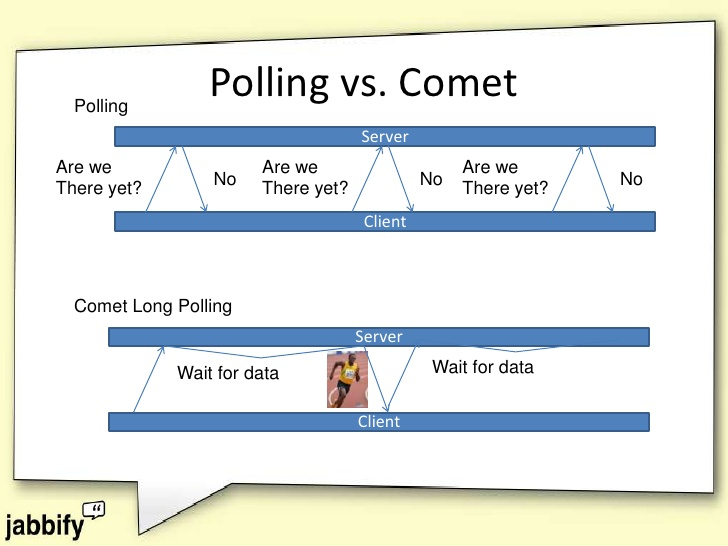 Polling vs. Comet
Polling
Server
Are we
There yet?
No
Are we
There yet?
No
Are we
There yet?
No
Client
Comet Long Polling
Server
Wait for data
Wait for data
Client
jabbify
“